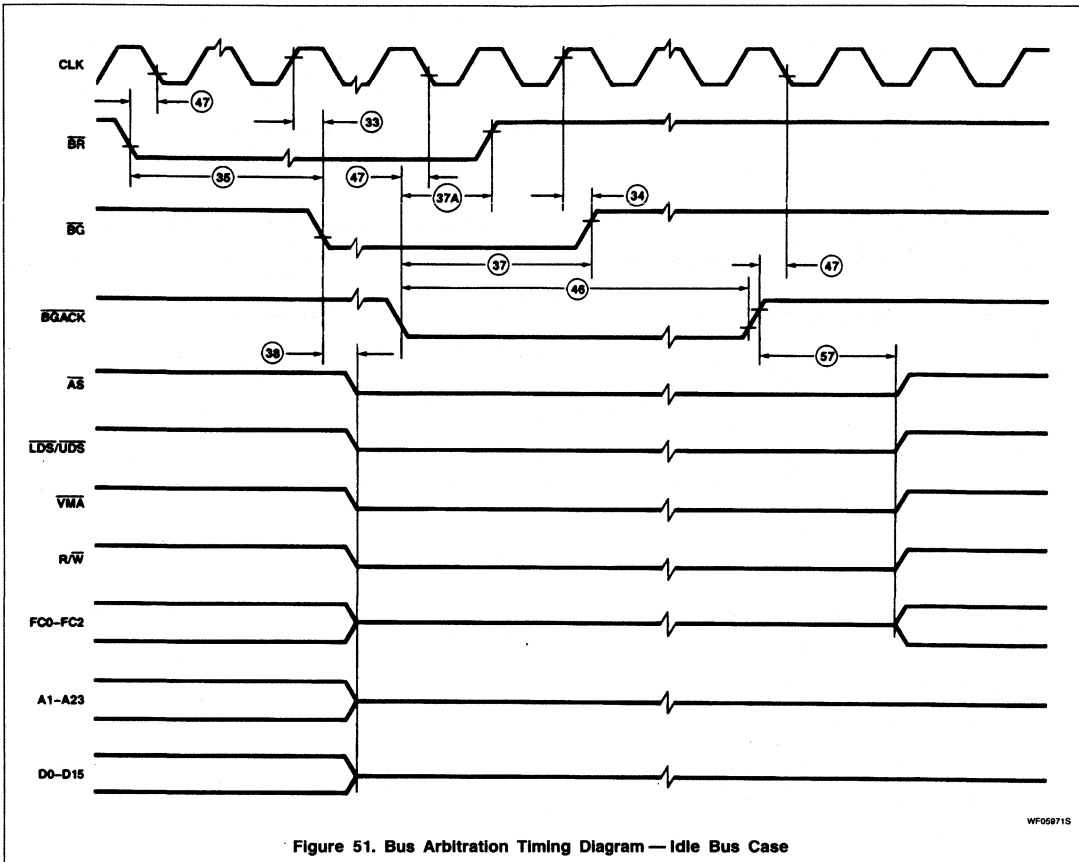 CLK
47
33
BR
35
47
37A
34
BG
37
47
46
BGACK
38
57
AS
LDS/UDS
VMA
R/W
FC0–FC2
A1–A23
D0–D15
WF05971S
Figure 51. Bus Arbitration Timing Diagram — Idle Bus Case